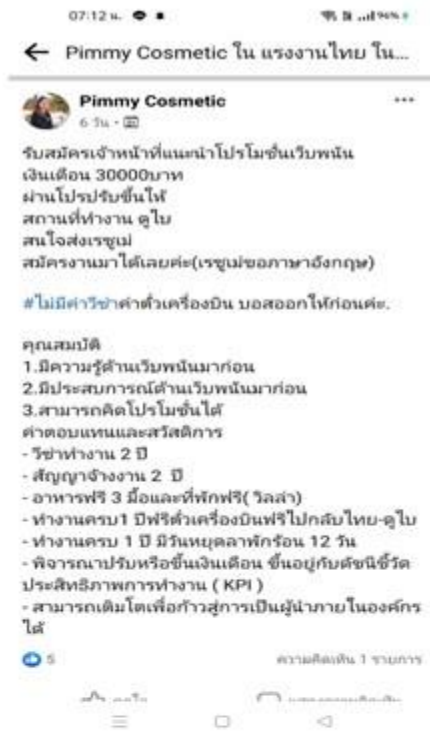 07:12 น.
← Pimmy Cosmetic ใน แรงงานไทย ใน...
Pimmy Cosmetic
6 วัน
รับสมัครเจ้าหน้าที่แนะนำโปรโมชั่นเว็บพนัน
เงินเดือน 30000บาท
ผ่านโปรปรับขึ้นให้
สถานที่ทำงาน ดูไบ
สนใจส่งเรซูเม่
สมัครงานมาได้เลยค่ะ(เรซูเม่ขอภาษาอังกฤษ)
#ไม่มีค่าวีซ่าค่าตั๋วเครื่องบิน บอสออกให้ก่อนค่ะ.
คุณสมบัติ
1.มีความรู้ด้านเว็บพนันมาก่อน
2.มีประสบการณ์ด้านเว็บพนันมาก่อน
3.สามารถคิดโปรโมชั่นได้
ค่าตอบแทนและสวัสดิการ
- วีซ่าทำงาน 2 ปี
- สัญญาจ้างงาน 2 ปี
- อาหารฟรี 3 มื้อและที่พักฟรี( วิลล่า)
- ทำงานครบ1 ปีฟรีตั๋วเครื่องบินฟรีไปกลับไทย-ดูไบ
- ทำงานครบ 1 ปี มีวันหยุดลาพักร้อน 12 วัน
- พิจารณาปรับหรือขึ้นเงินเดือน ขึ้นอยู่กับดัชนีชี้วัด
ประสิทธิภาพการทำงาน ( KPI )
- สามารถเติมโตเพื่อก้าวสู่การเป็นผู้นำภายในองค์กร
ได้
5
ความคิดเห็น 1 รายการ